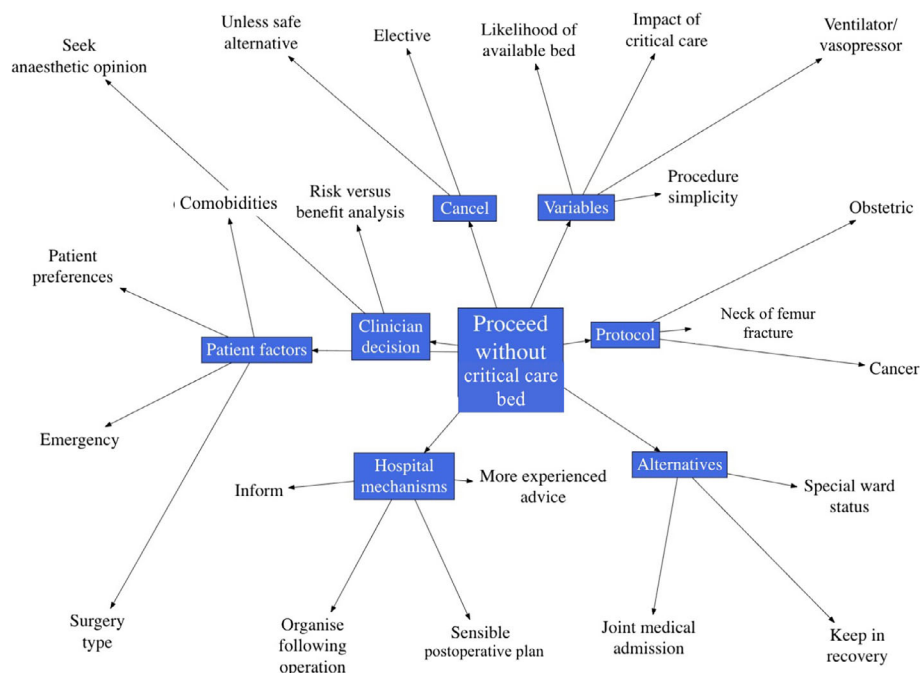 Unless safe
alternative
Elective
Likelihood of
available bed
Impact of
critical care
Ventilator/
vasopressor
Seek
anaesthetic opinion
( Comobidities
Risk versus
benefit analysis
Cancel
Variables
Procedure
simplicity
Obstetric
Patient
preferences
Patient factors
Clinician
decision
Proceed
without
critical care
bed
Protocol
Neck of femur
fracture
Cancer
Emergency
Inform
Hospital
mechanisms
More experienced
advice
Alternatives
Special ward
status
Surgery
type
Organise
following
operation
Sensible
postoperative plan
Joint medical
admission
Keep in
recovery